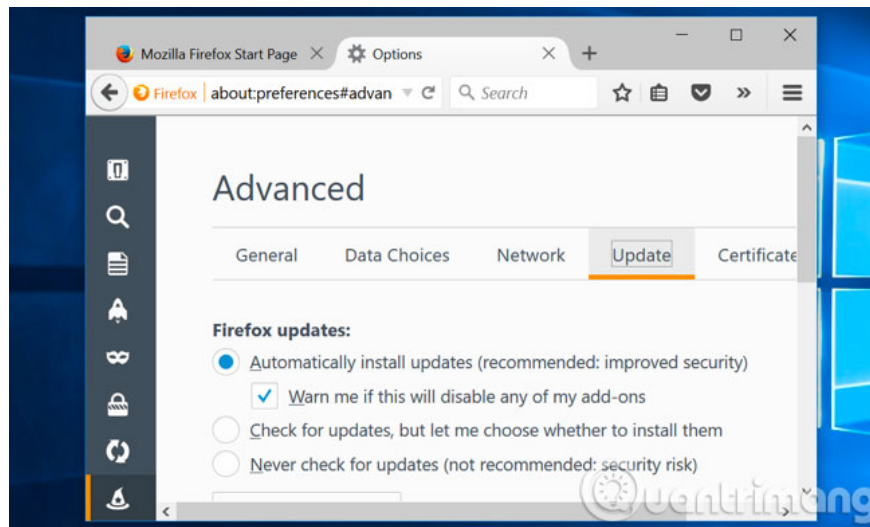 Mozilla Firefox Start Page
Options
Firefox about:preferences#advan
Search
Advanced
General Data Choices Network Update Certificate
Firefox updates:
Automatically install updates (recommended: improved security)
Warn me if this will disable any of my add-ons
Check for updates, but let me choose whether to install them
Never check for updates (not recommended: security risk)
Quantrimang